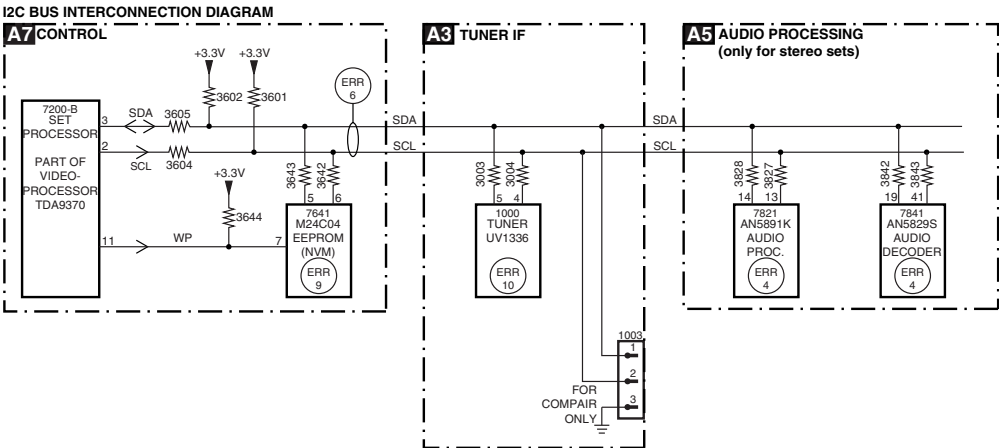 I2C BUS INTERCONNECTION DIAGRAM
A7 CONTROL
+3.3V
+3.3V
3602
3601
ERR
6
7200-B
SET
PROCESSOR
PART OF
VIDEO-
PROCESSOR
TDA9370
3
SDA
3605
2
SCL
3604
SDA
SCL
+3.3V
3644
11
WP
7
3643
3642
5
6
7641
M24C04
EEPROM
(NVM)
ERR
9
A3 TUNER IF
3003
3004
5
4
1000
TUNER
UV1336
ERR
10
1003
1
2
3
FOR
COMPAIR
ONLY
A5 AUDIO PROCESSING
(only for stereo sets)
SDA
SCL
3828
3827
14
13
7821
AN5891K
AUDIO
PROC.
ERR
4
3842
3843
19
41
7841
AN5829S
AUDIO
DECODER
ERR
4